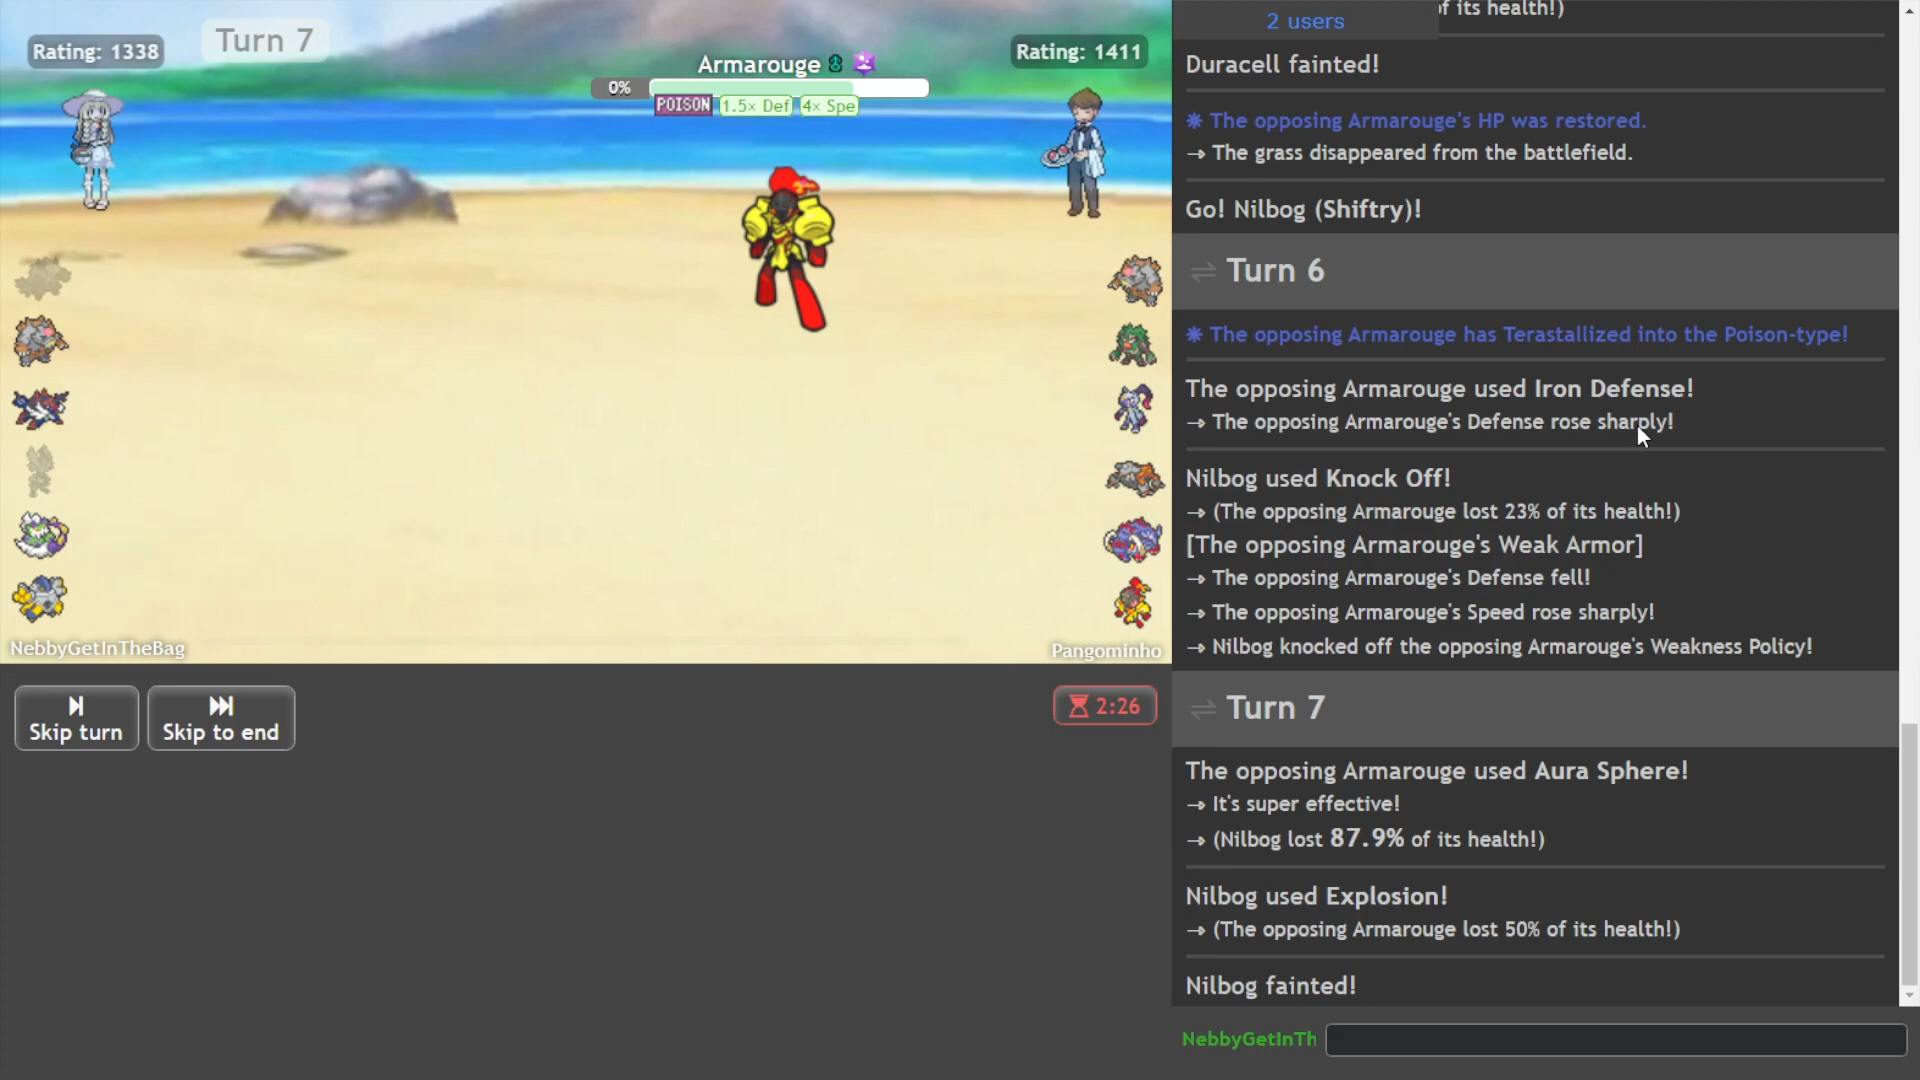 Rating: 1338
Turn 7
Armarouge
Rating: 1411
0%
POISON 1.5× Def 4× Spe
NebbyGetInTheBag
Pangominho
Skip turn
Skip to end
2:26
2 users
of its health!)
Duracell fainted!
The opposing Armarouge's HP was restored.
→ The grass disappeared from the battlefield.
Go! Nilbog (Shiftry)!
Turn 6
The opposing Armarouge has Terastallized into the Poison-type!
The opposing Armarouge used Iron Defense!
→ The opposing Armarouge's Defense rose sharply!
Nilbog used Knock Off!
→ (The opposing Armarouge lost 23% of its health!)
[The opposing Armarouge's Weak Armor]
→ The opposing Armarouge's Defense fell!
→ The opposing Armarouge's Speed rose sharply!
→ Nilbog knocked off the opposing Armarouge's Weakness Policy!
Turn 7
The opposing Armarouge used Aura Sphere!
→ It's super effective!
→ (Nilbog lost 87.9% of its health!)
Nilbog used Explosion!
→ (The opposing Armarouge lost 50% of its health!)
Nilbog fainted!
NebbyGetInTh